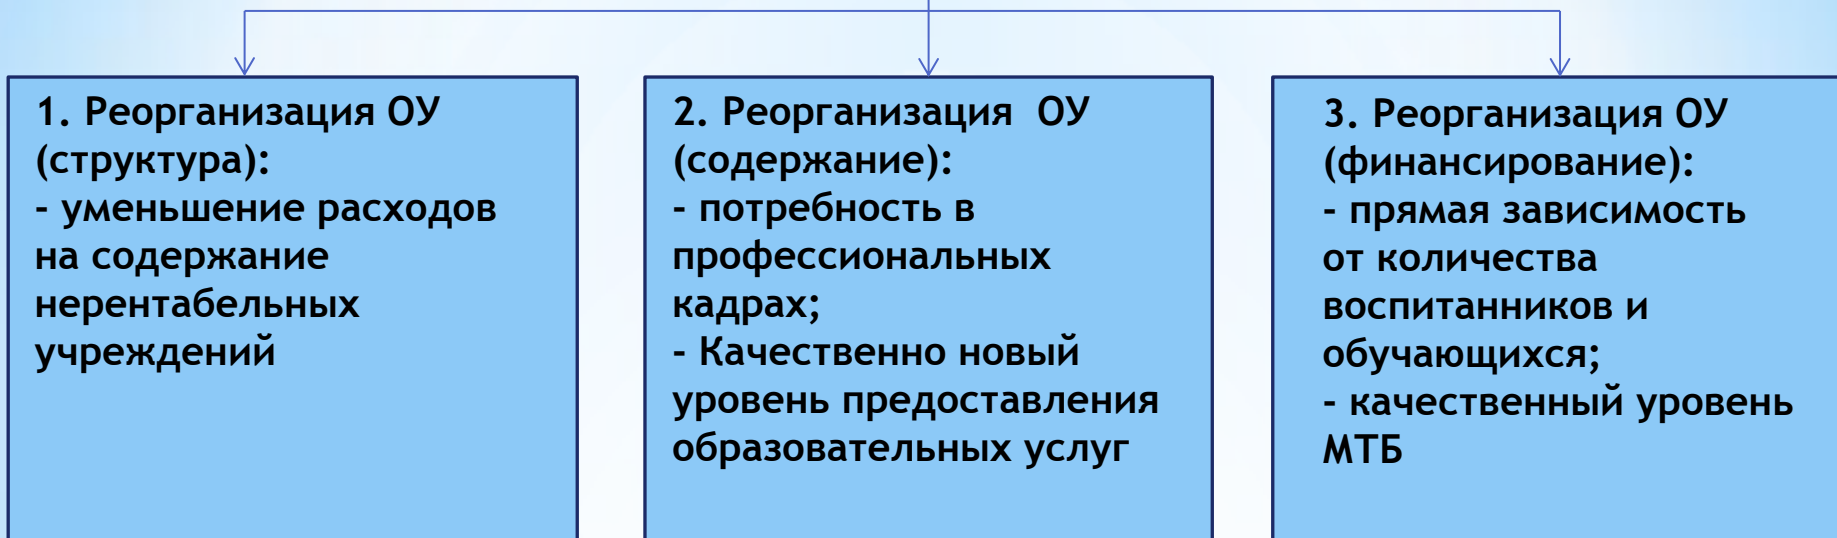 1. Реорганизация ОУ
(структура):
- уменьшение расходов
на содержание
нерентабельных
учреждений
2. Реорганизация ОУ
(содержание):
- потребность в
профессиональных
кадрах;
- Качественно новый
уровень предоставления
образовательных услуг
3. Реорганизация ОУ
(финансирование):
- прямая зависимость
от количества
воспитанников и
обучающихся;
- качественный уровень
МТБ